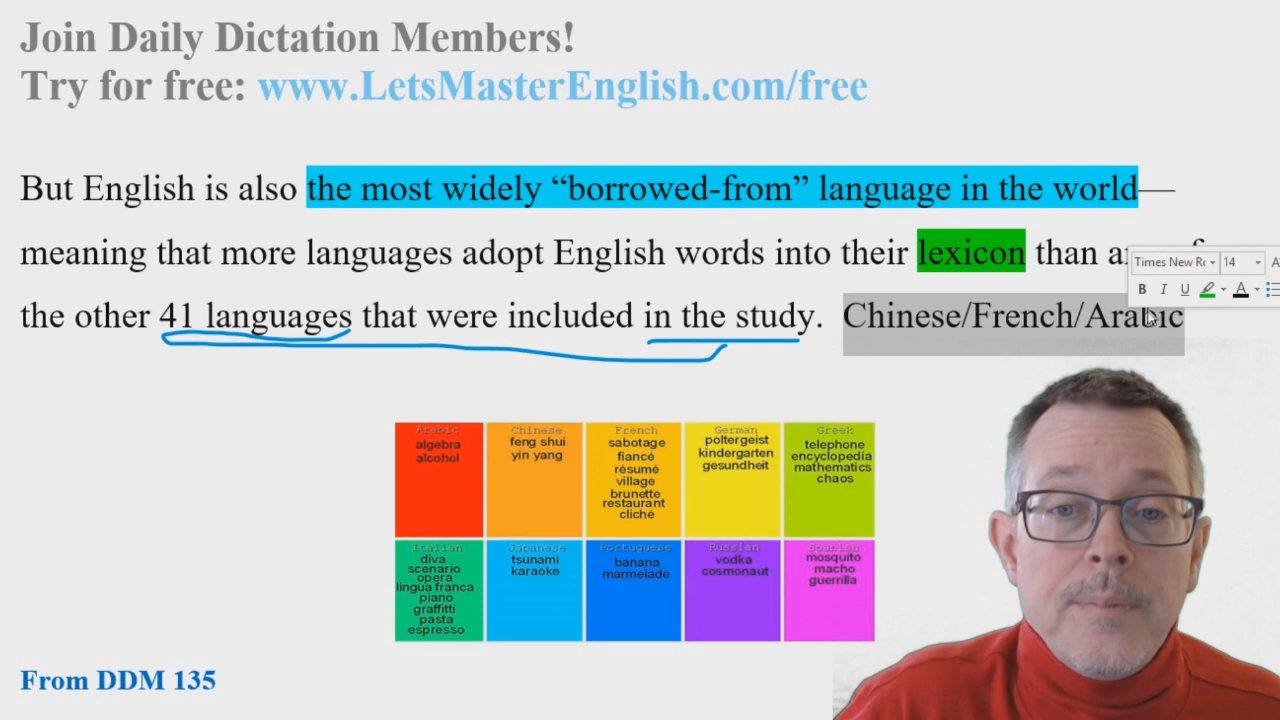 Join Daily Dictation Members!
Try for free: www.LetsMasterEnglish.com/free
But English is also the most widely “borrowed-from” language in the world—
meaning that more languages adopt English words into their lexicon than
the other 41 languages that were included in the study. Chinese/French/Arabic
Times New
14
B I U A
Arabic
algebra
alcohol
Chinese
feng shui
yin yang
French
sabotage
fiancé
résumé
village
brunette
restaurant
cliché
German
poltergeist
kindergarten
gesundheit
Greek
telephone
encyclopedia
mathematics
chaos
Italian
diva
scenario
opera
lingua franca
piano
graffitti
pasta
espresso
Japanese
tsunami
karaoke
Portuguese
banana
marmelade
Russian
vodka
cosmonaut
Spanish
mosquito
macho
guerrilla
From DDM 135